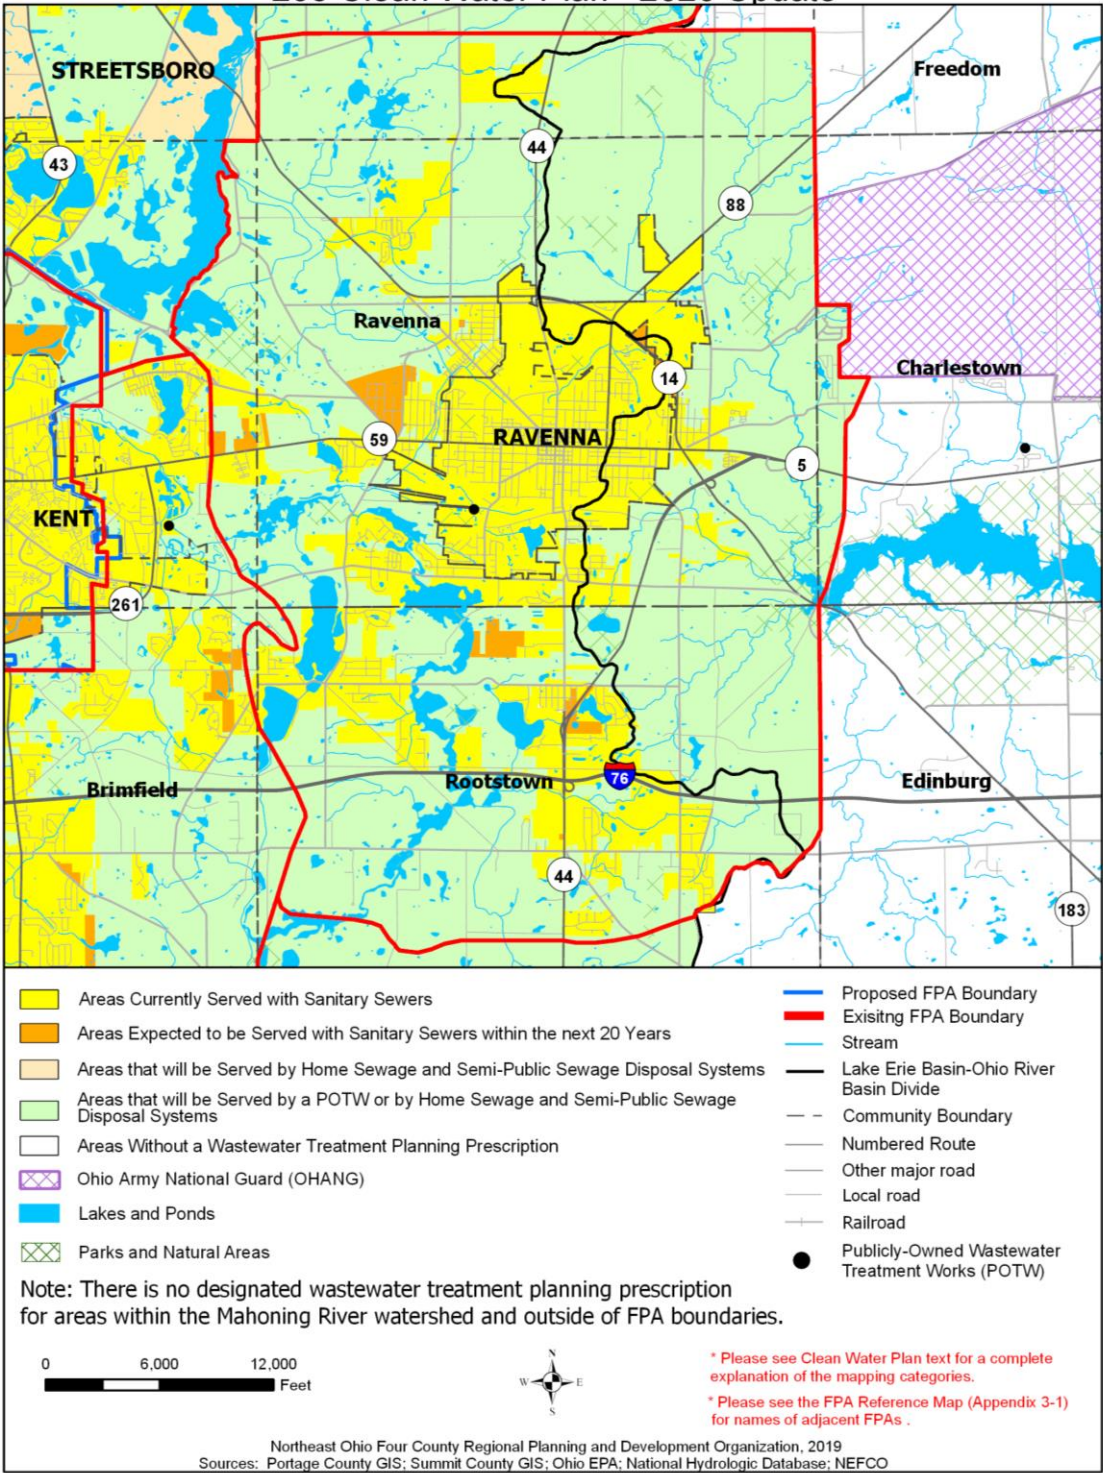 208 Clean Water Plan - 2020 Update
STREETSBORO
Freedom
43
44
88
Ravenna
Charlestown
14
59
RAVENNA
5
KENT
261
Brimfield
Rootstown
76
Edinburg
44
183
Areas Currently Served with Sanitary Sewers
Areas Expected to be Served with Sanitary Sewers within the next 20 Years
Areas that will be Served by Home Sewage and Semi-Public Sewage Disposal Systems
Areas that will be Served by a POTW or by Home Sewage and Semi-Public Sewage
Disposal Systems
Areas Without a Wastewater Treatment Planning Prescription
Ohio Army National Guard (OHANG)
Lakes and Ponds
Parks and Natural Areas
Proposed FPA Boundary
Exisitng FPA Boundary
Stream
Lake Erie Basin-Ohio River
Basin Divide
Community Boundary
Numbered Route
Other major road
Local road
Railroad
Publicly-Owned Wastewater
Treatment Works (POTW)
Note: There is no designated wastewater treatment planning prescription
for areas within the Mahoning River watershed and outside of FPA boundaries.
0 6,000 12,000
Feet
N
W E
S
* Please see Clean Water Plan text for a complete
explanation of the mapping categories.
* Please see the FPA Reference Map (Appendix 3-1)
for names of adjacent FPAs .
Northeast Ohio Four County Regional Planning and Development Organization, 2019
Sources: Portage County GIS; Summit County GIS; Ohio EPA; National Hydrologic Database; NEFCO